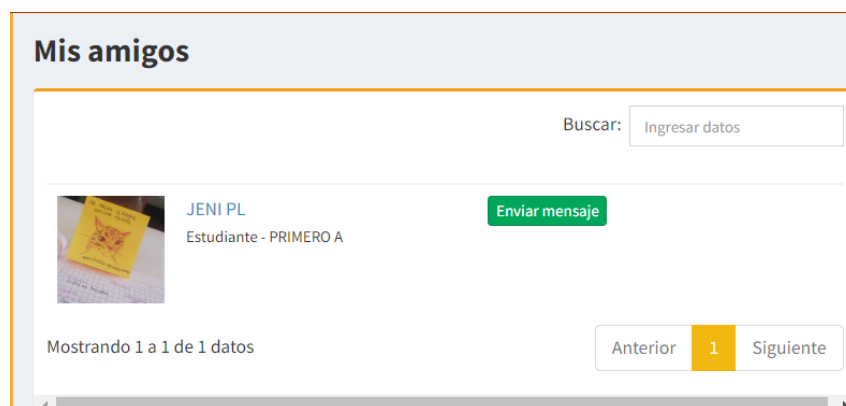 Mis amigos
Buscar: Ingresar datos
JENI PL
Enviar mensaje
Estudiante - PRIMERO A
Mostrando 1 a 1 de 1 datos
Anterior 1 Siguiente